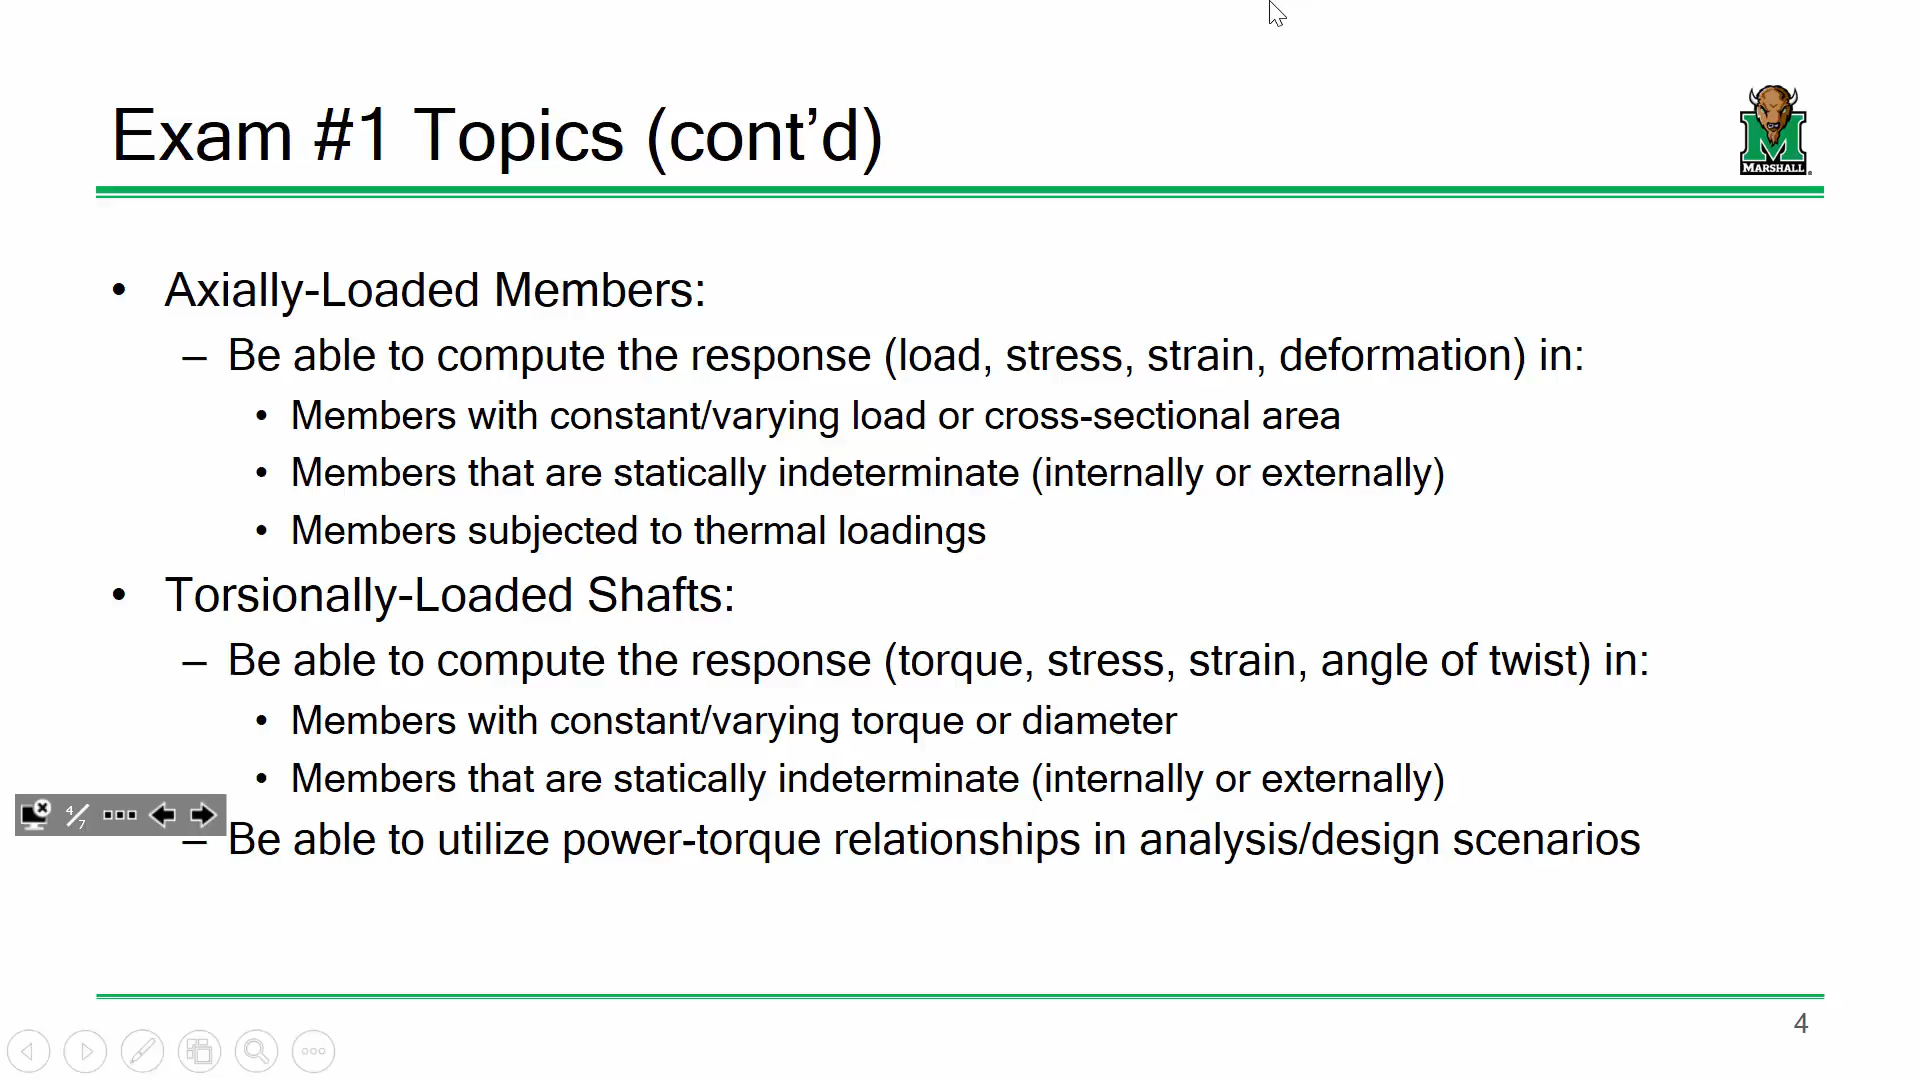 Exam #1 Topics (cont’d)
MARSHALL
• Axially-Loaded Members:
– Be able to compute the response (load, stress, strain, deformation) in:
• Members with constant/varying load or cross-sectional area
• Members that are statically indeterminate (internally or externally)
• Members subjected to thermal loadings
• Torsionally-Loaded Shafts:
– Be able to compute the response (torque, stress, strain, angle of twist) in:
• Members with constant/varying torque or diameter
• Members that are statically indeterminate (internally or externally)
4/7
– Be able to utilize power-torque relationships in analysis/design scenarios
4